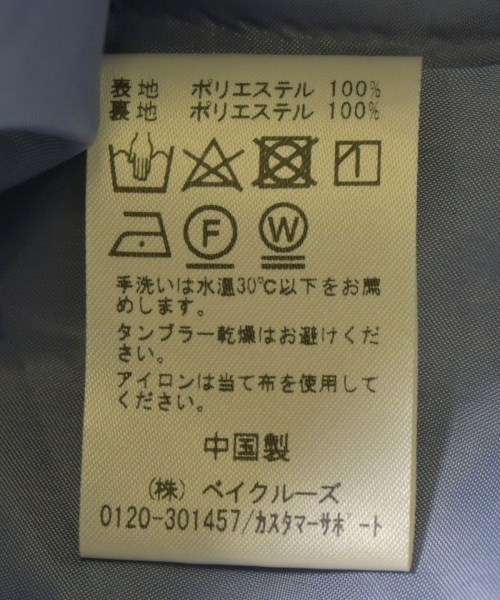 表地 ポリエステル 100%
裏地 ポリエステル 100%
F W
手洗いは水温30℃以下をお薦
めします。
タンブラー乾燥はお避けくだ
さい。
アイロンは当て布を使用して
ください。
中国製
(株) ベイクルーズ
0120-301457/カスタマーサポート